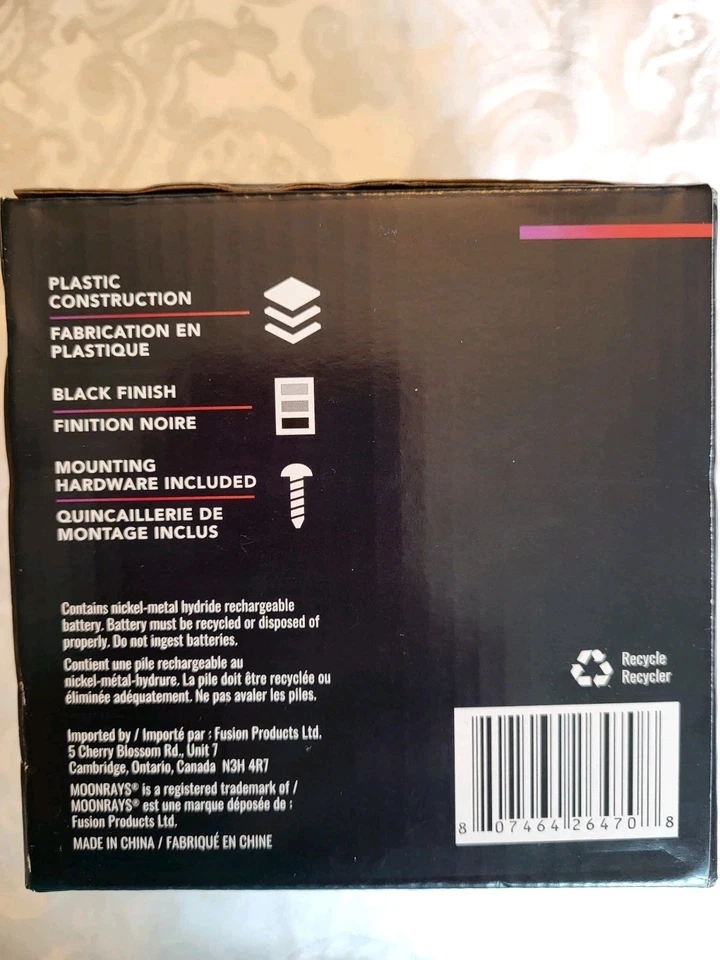 PLASTIC
CONSTRUCTION
FABRICATION EN
PLASTIQUE
BLACK FINISH
FINITION NOIRE
MOUNTING
HARDWARE INCLUDED
QUINCAILLERIE DE
MONTAGE INCLUS
Contains nickel-metal hydride rechargeable
battery. Battery must be recycled or disposed of
properly. Do not ingest batteries.
Contient une pile rechargeable au
nickel-métal-hydrure. La pile doit être recyclée ou
éliminée adéquatement. Ne pas avaler les piles.
Imported by / Importé par : Fusion Products Ltd.
5 Cherry Blossom Rd., Unit 7
Cambridge, Ontario, Canada N3H 4R7
MOONRAYS® is a registered trademark of /
MOONRAYS® est une marque déposée de :
Fusion Products Ltd.
MADE IN CHINA / FABRIQUÉ EN CHINE
Recycle
Recycler
8 07464 26470 8